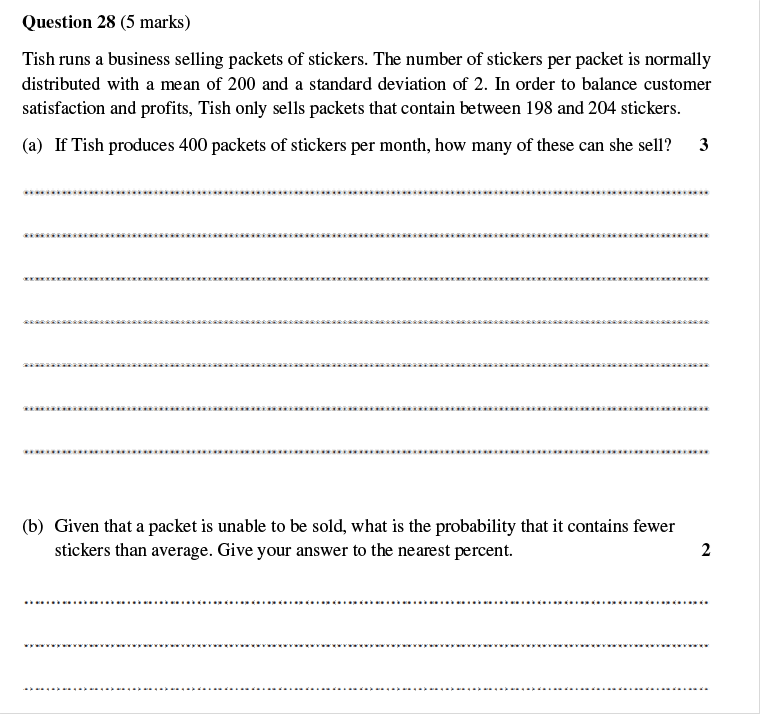 Question 28 (5 marks)
Tish runs a business selling packets of stickers. The number of stickers per packet is normally
distributed with a mean of 200 and a standard deviation of 2. In order to balance customer
satisfaction and profits, Tish only sells packets that contain between 198 and 204 stickers.
(a) If Tish produces 400 packets of stickers per month, how many of these can she sell? 3
(b) Given that a packet is unable to be sold, what is the probability that it contains fewer
stickers than average. Give your answer to the nearest percent. 2